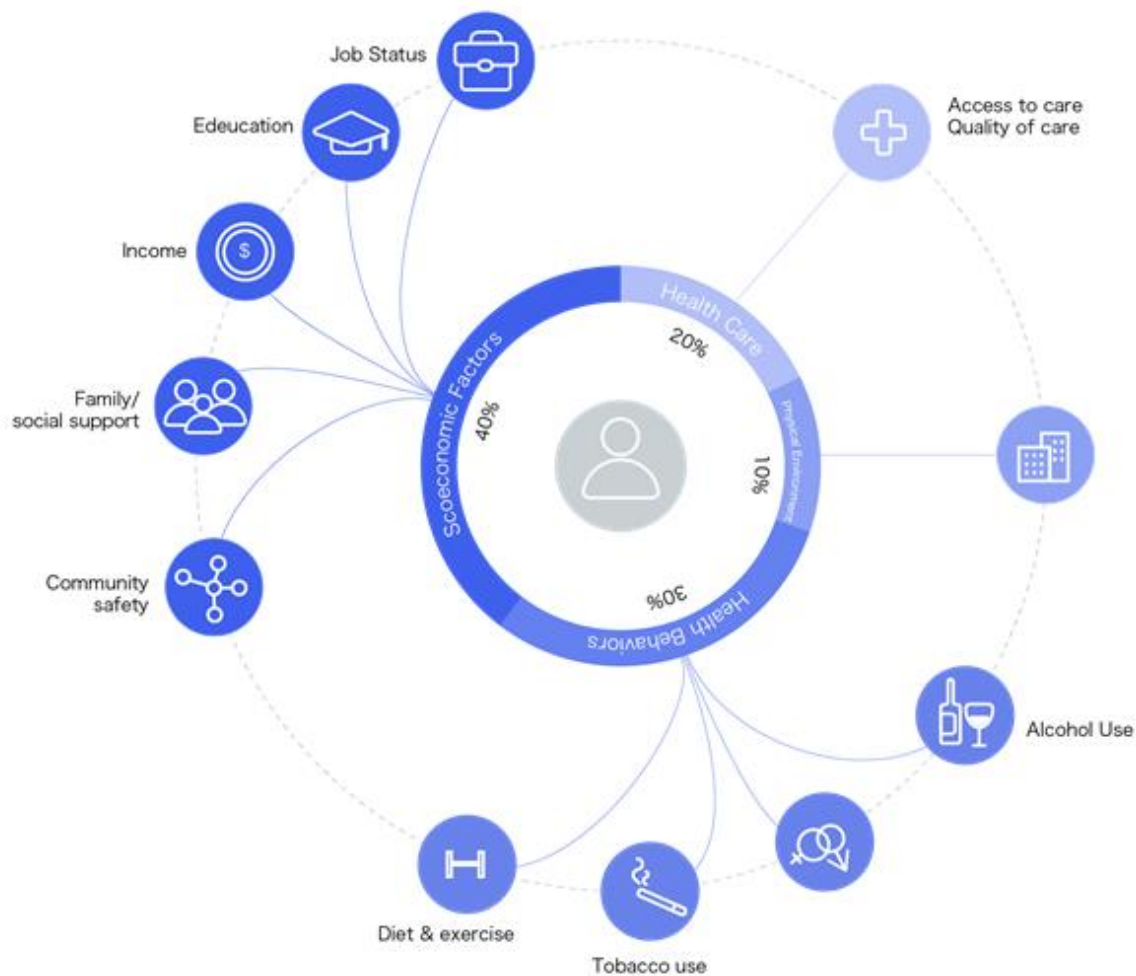 Job Status
Edeucation
Income
$
Family/
social support
Community
safety
Access to care
Quality of care
Health Care
20%
Physical Environment
10%
Health Behaviors
30%
Scoeconomic Factors
40%
Alcohol Use
Diet & exercise
Tobacco use